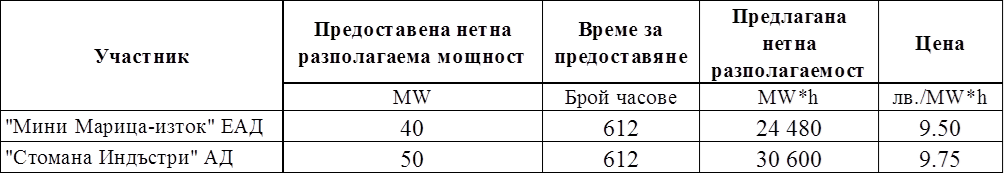 Участник
Предоставена нетна
разполагаема мощност
Време за
предоставяне
Предлагана
нетна
разполагаемост
Цена
MW
Брой часове
MW*h
лв./MW*h
"Мини Марица-изток" ЕАД
40
612
24 480
9.50
"Стомана Индъстри" АД
50
612
30 600
9.75